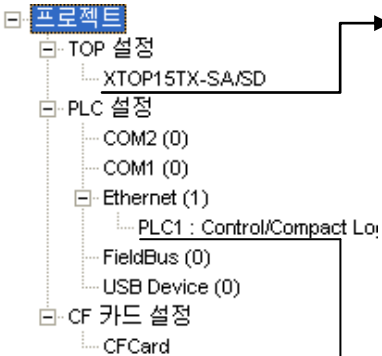 프로젝트
TOP 설정
XTOP15TX-SA/SD
PLC 설정
COM2 (0)
COM1 (0)
Ethernet (1)
PLC1 : Control/Compact
FieldBus (0)
USB Device (0)
CF 카드 설정
CFCard